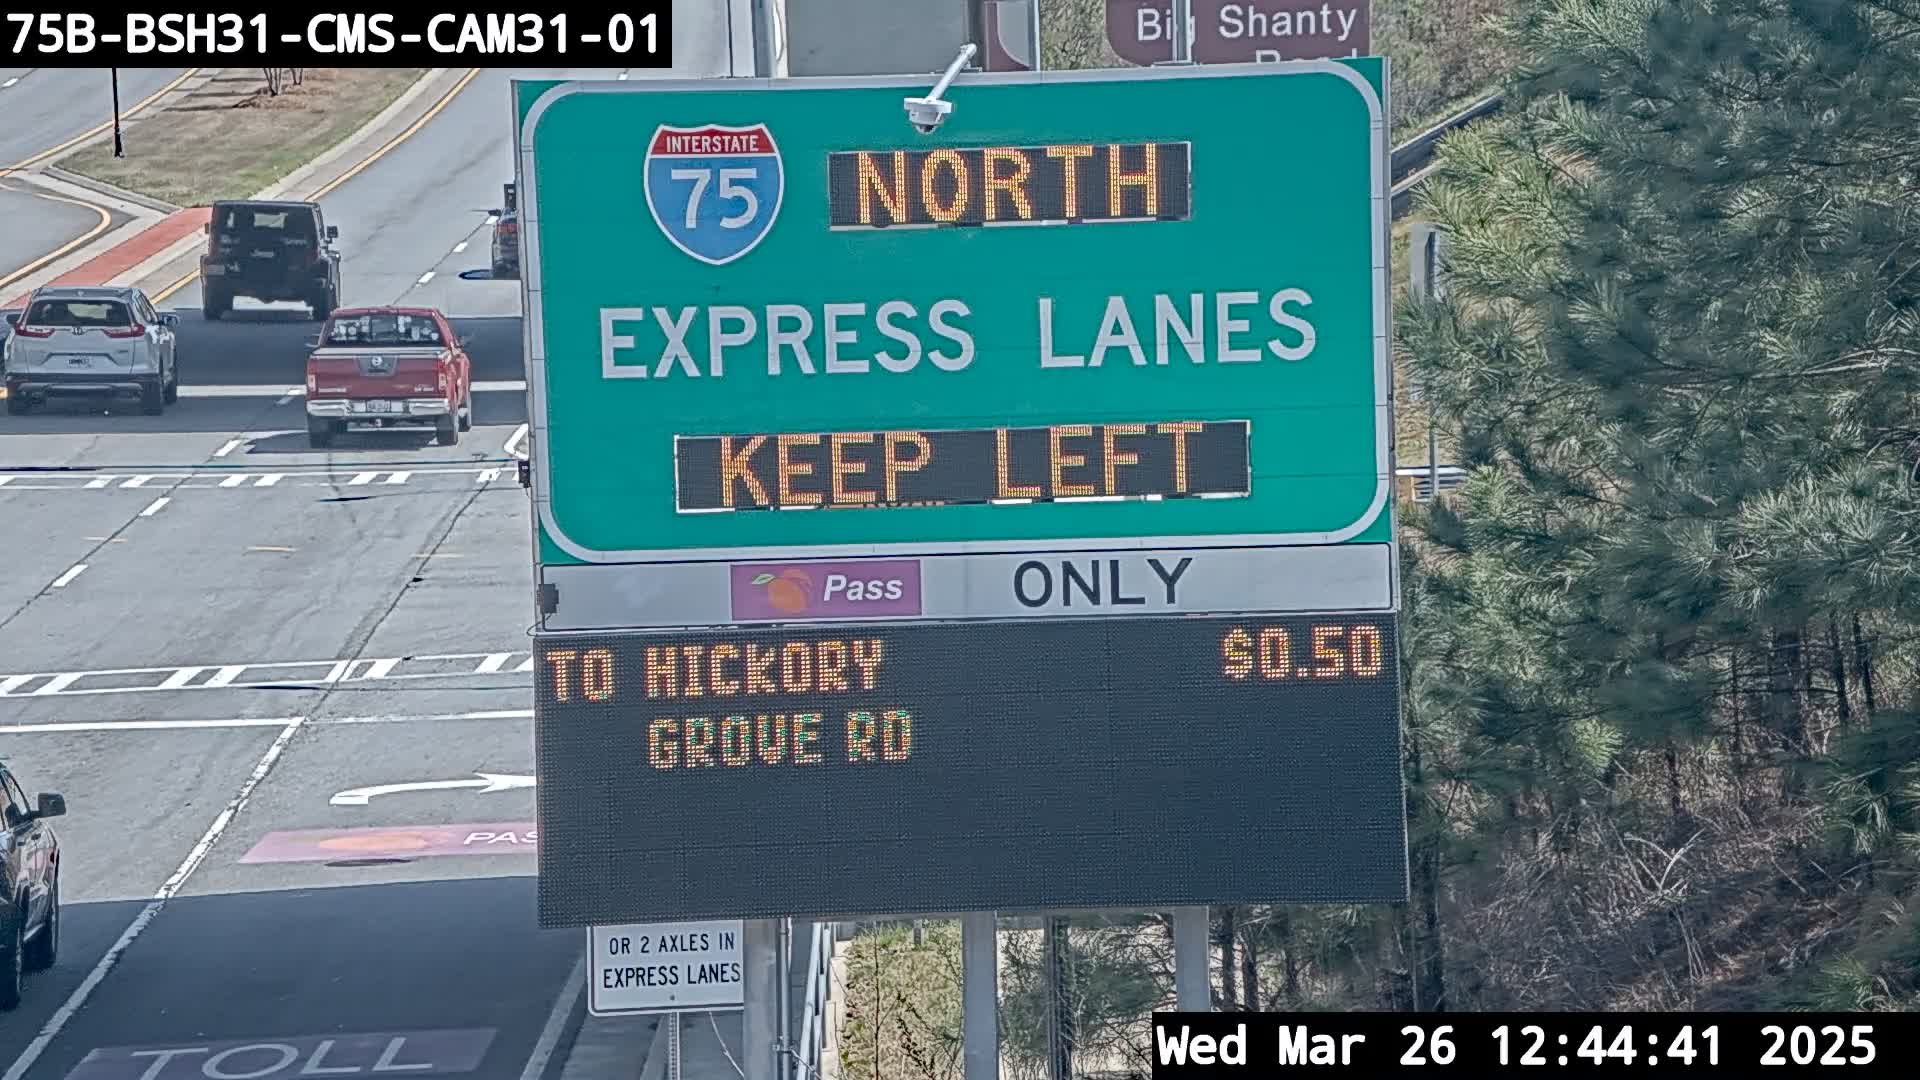 75B-BSH31-CMS-CAM31-01
Big Shanty
INTERSTATE
75
NORTH
EXPRESS LANES
KEEP LEFT
Pass ONLY
TO HICKORY $0.50
GROVE RD
OR 2 AXLES IN
EXPRESS LANES
TOLL
Wed Mar 26 12:44:41 2025